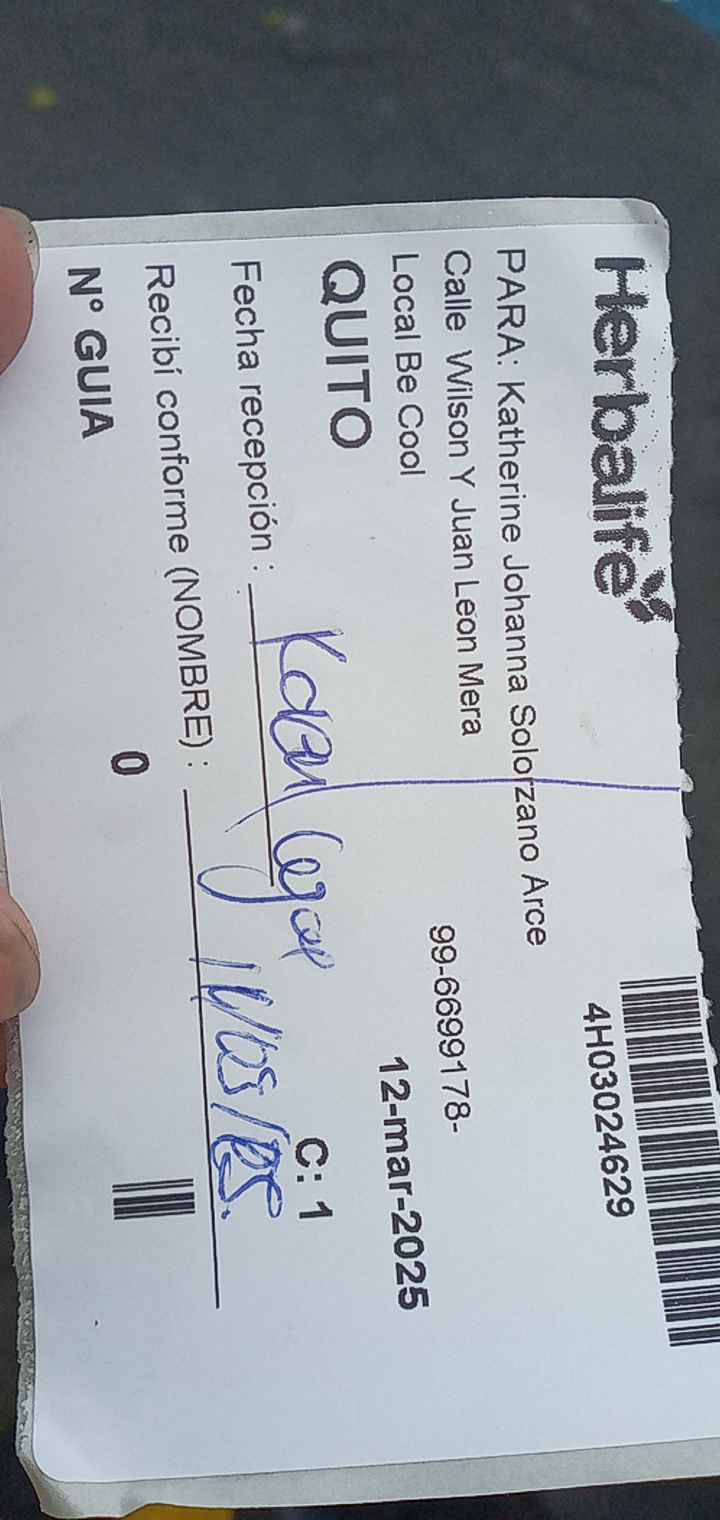 Herbalife
4H03024629
PARA: Katherine Johanna Solorzano Arce
Calle Wilson Y Juan León Mera
99-6699178-
Local Be Cool
12-mar-2025
QUITO
C: 1
Fecha recepción :
Recibí conforme (NOMBRE) :
N° GUIA
0